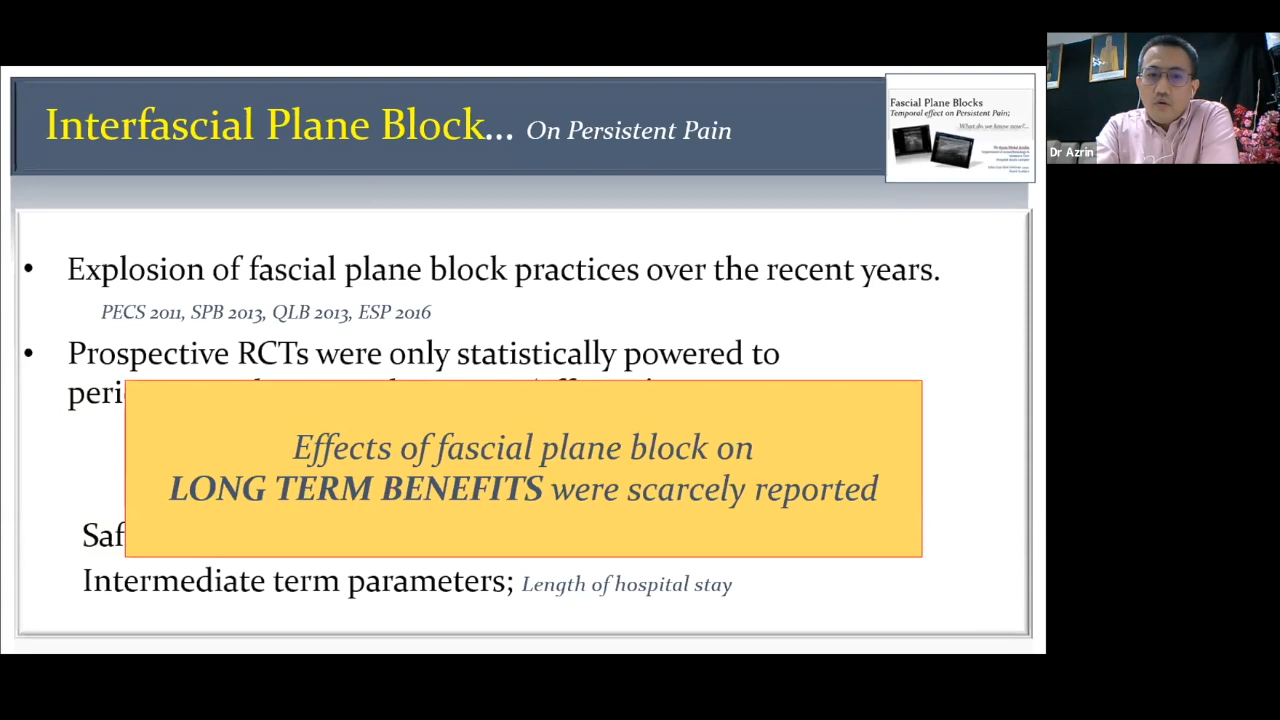 Interfascial Plane Block... On Persistent Pain
Fascial Plane Blocks
Temporal effect on Persistent Pain;
What do we know now?...
Dr Azrin
Explosion of fascial plane block practices over the recent years.
PECS 2011, SPB 2013, QLB 2013, ESP 2016
Prospective RCTs were only statistically powered to
peri
Effects of fascial plane block on
LONG TERM BENEFITS were scarcely reported
Saf
Intermediate term parameters; Length of hospital stay